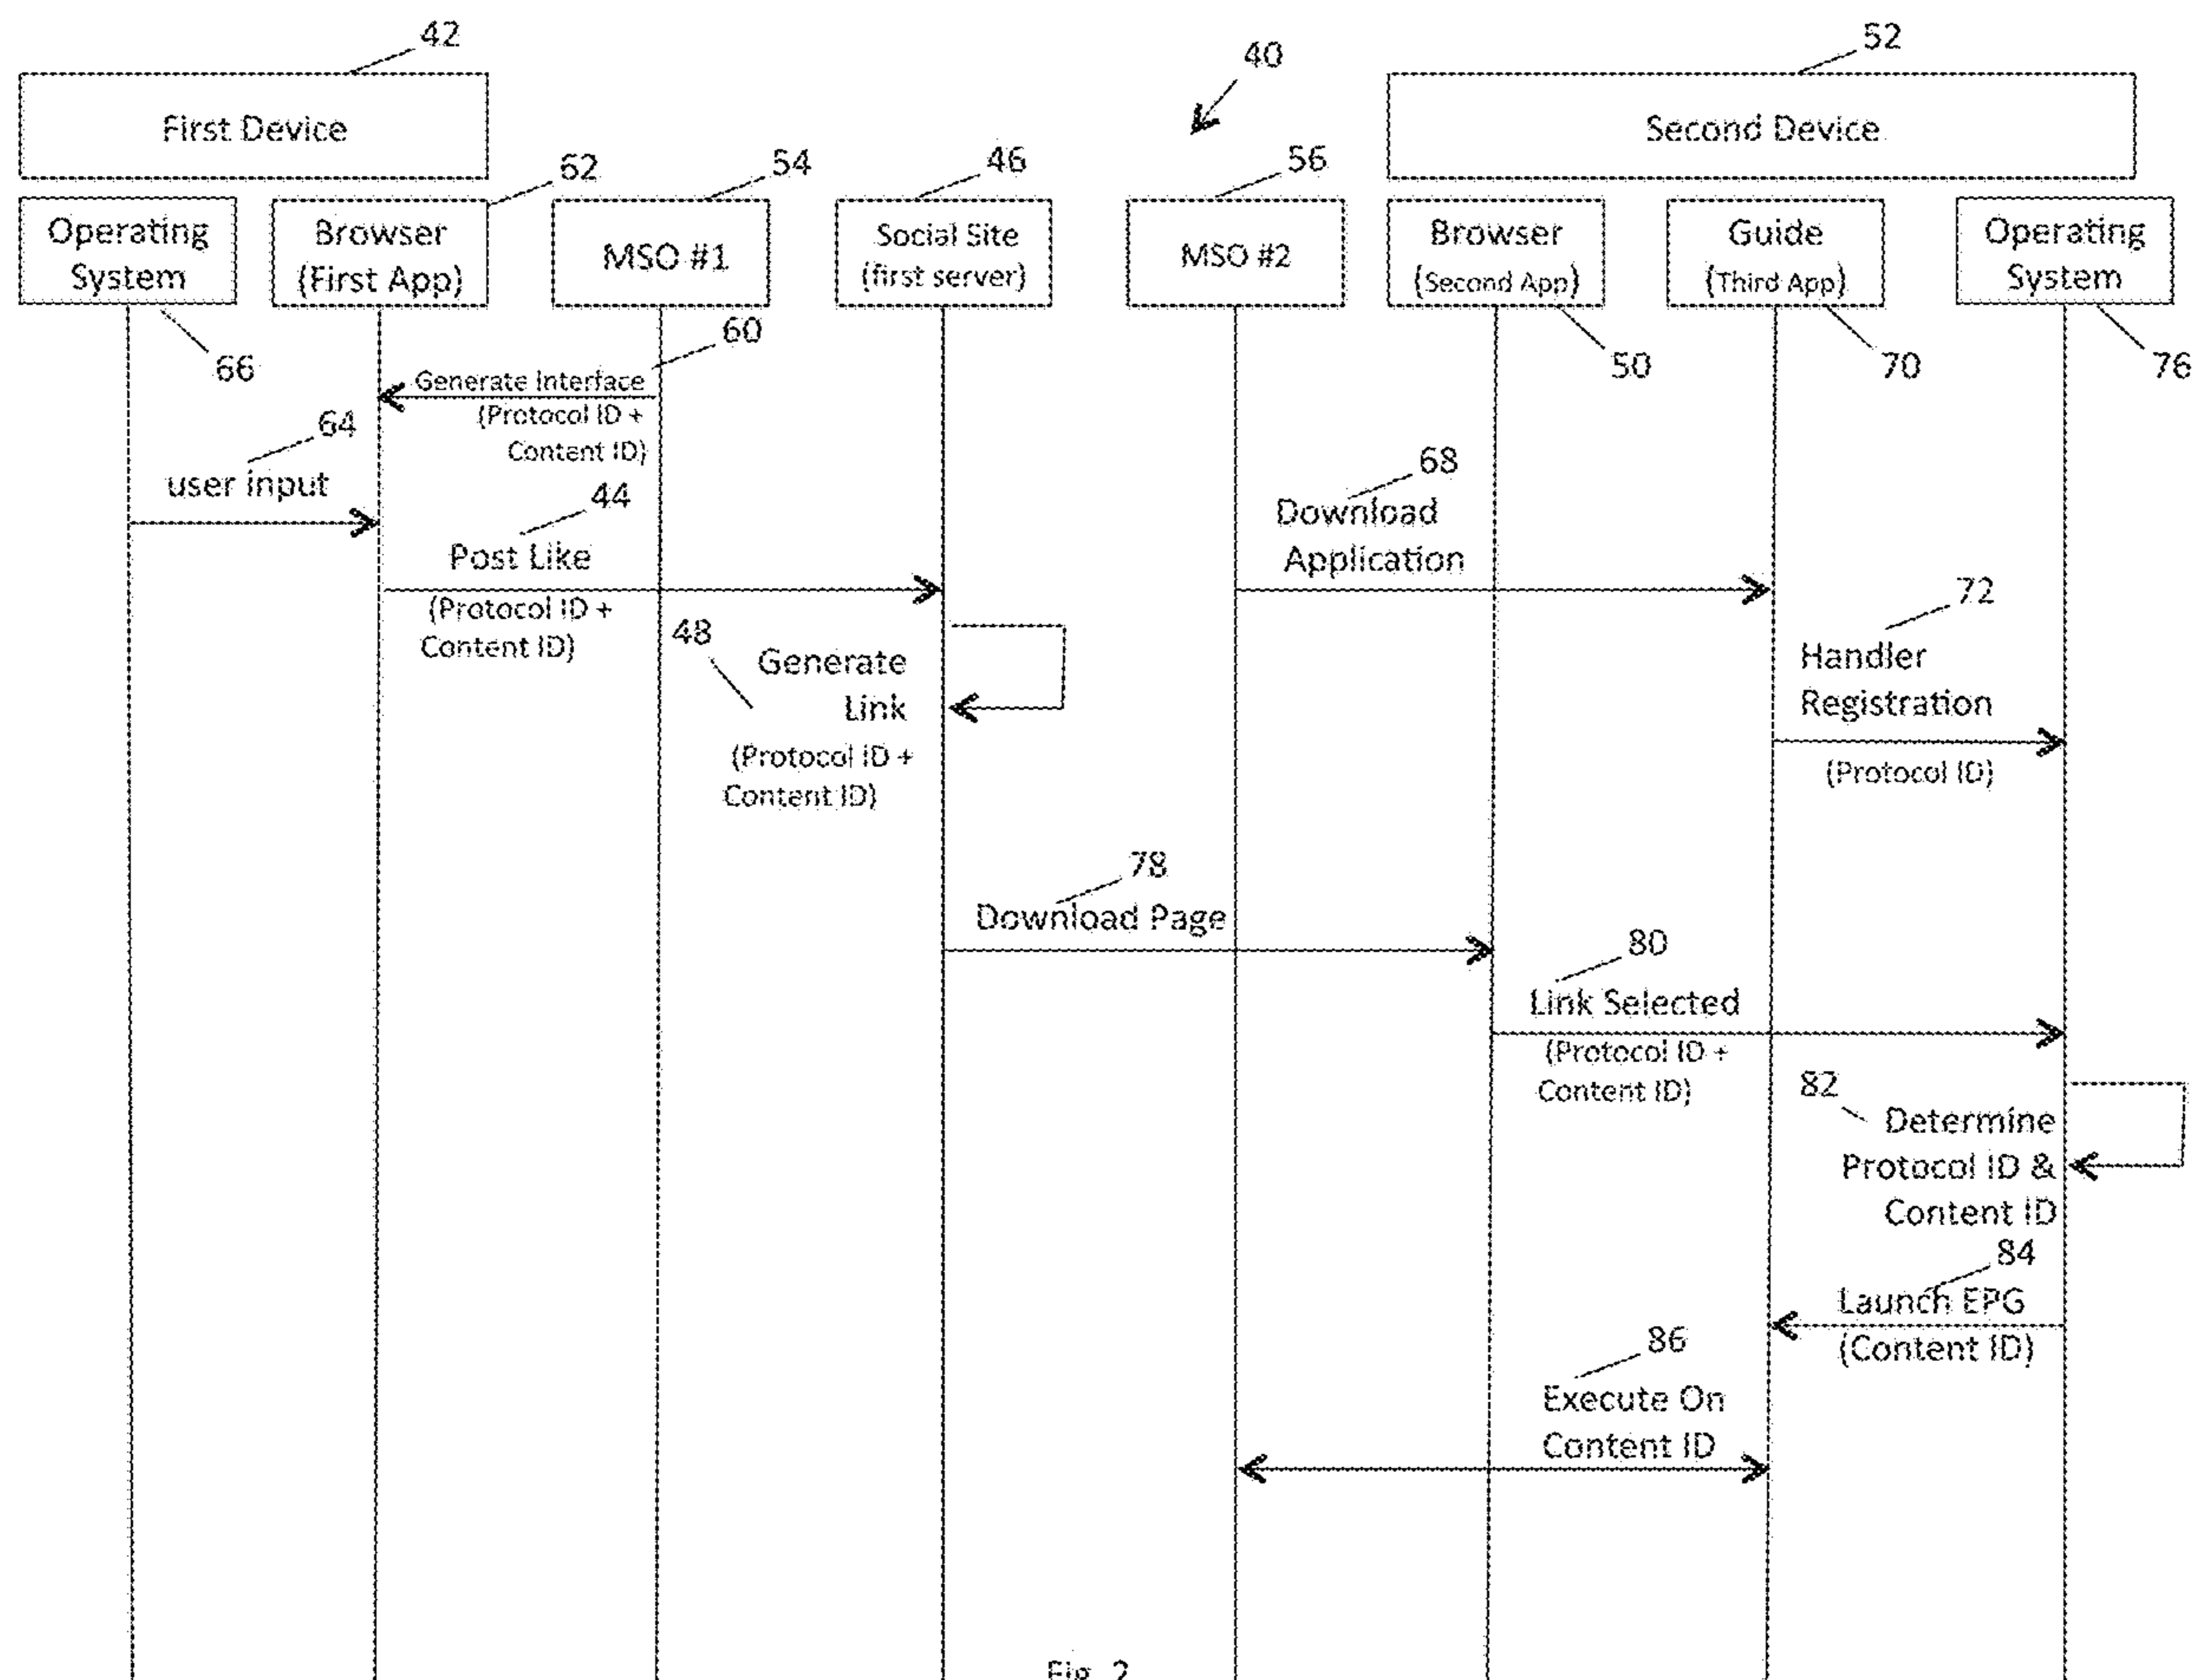 42
40
52
First Device
Second Device
62
54
46
56
Operating
System
Browser
(First App)
MSO #1
Social Site
(first server)
MSO #2
Browser
(Second App)
Guide
(Third App)
Operating
System
66
60
50
70
76
Generate Interface
(Protocol ID +
Content ID)
64
user input
44
Post Like
(Protocol ID +
Content ID)
68
Download
Application
72
Handler
Registration
(Protocol ID)
48
Generate
Link
(Protocol ID +
Content ID)
78
Download Page
80
Link Selected
(Protocol ID +
Content ID)
82
Determine
Protocol ID &
Content ID
84
Launch EPG
(Content ID)
86
Execute On
Content ID
Fig. 2